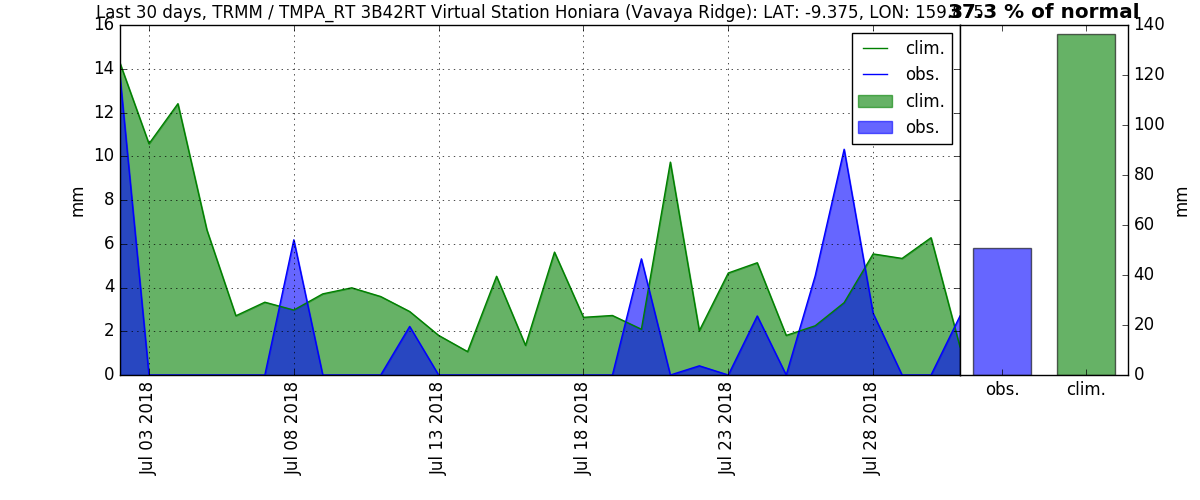 Last 30 days, TRMM / TMPA_RT 3B42RT Virtual Station Honiara (Vavaya Ridge): LAT: -9.375, LON:
37.3 % of normal
16
14
12
10
8
6
4
2
0
mm
clim.
obs.
clim.
obs.
140
120
100
80
60
40
20
0
mm
Jul 03 2018
Jul 08 2018
Jul 13 2018
Jul 18 2018
Jul 23 2018
Jul 28 2018
obs.
clim.